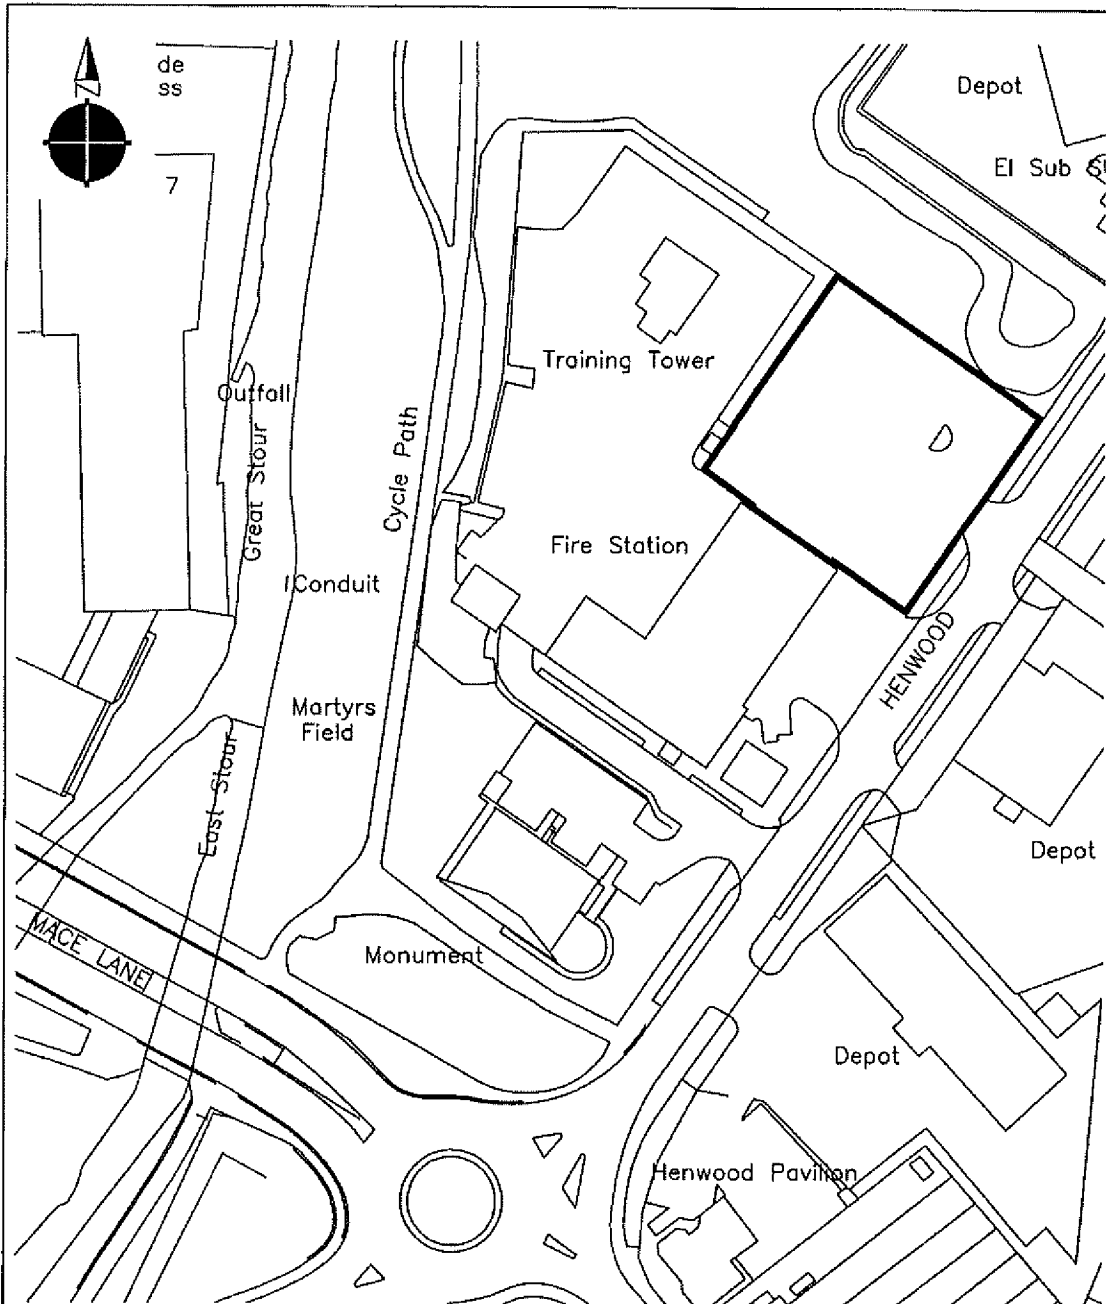 de
ss
7
Depot
El Sub
Training Tower
Outfall
Great Stour
Cycle Path
Fire Station
Conduit
HENWOOD
Martyrs
Field
East Stour
Depot
MACE LANE
Monument
Depot
Henwood Pavilion